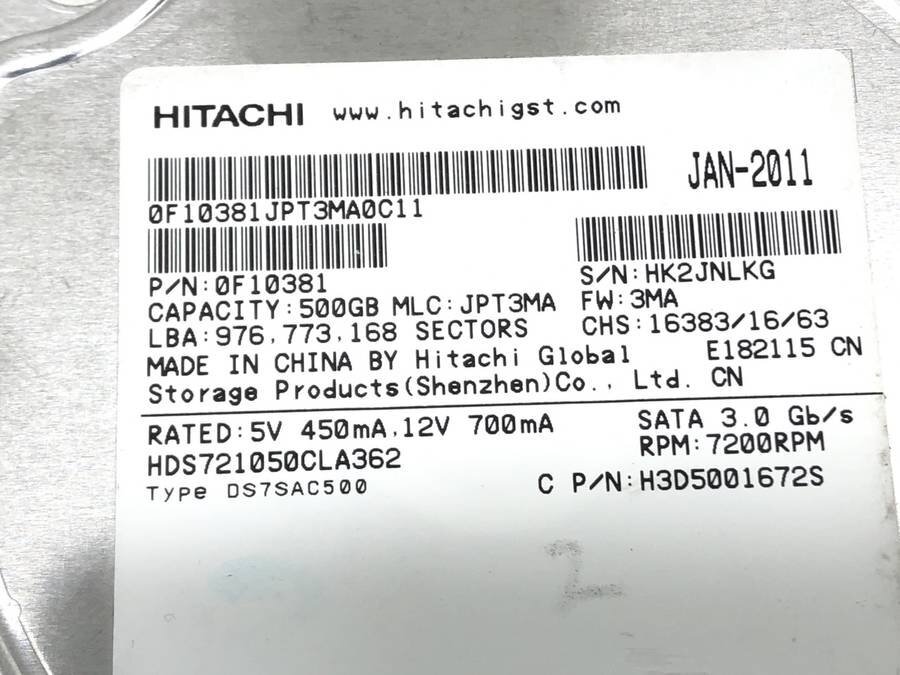 HITACHI www.hitachigst.com
JAN-2011
0F10381JPT3MA0C11
P/N:0F10381
S/N:HK2JNLKG
CAPACITY:500GB MLC:JPT3MA FW:3MA
LBA:976,773,168 SECTORS CHS:16383/16/63
MADE IN CHINA BY Hitachi Global E182115 CN
Storage Products(Shenzhen)Co., Ltd. CN
RATED:5V 450mA,12V 700mA SATA 3.0 Gb/s
HDS721050CLA362 RPM:7200RPM
Type DS7SAC500 C P/N:H3D5001672S
2